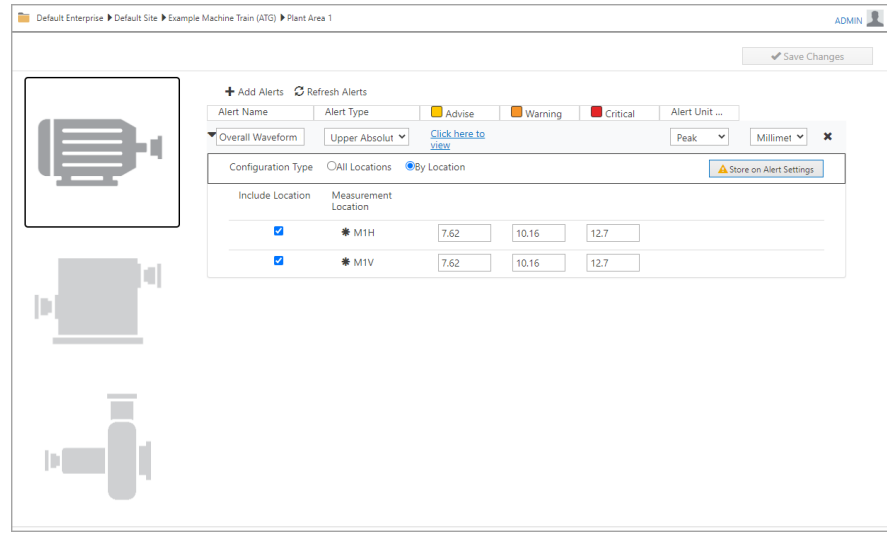 Default Enterprise ▶ Default Site ▶ Example Machine Train (ATG) ▶ Plant Area 1
ADMIN
Save Changes
Add Alerts Refresh Alerts
Alert Name Alert Type Advise Warning Critical Alert Unit ...
Overall Waveform Upper Absolut Click here to
view
Peak Millimet
Configuration Type All Locations By Location Store on Alert Settings
Include Location Measurement
Location
M1H 7.62 10.16 12.7
M1V 7.62 10.16 12.7